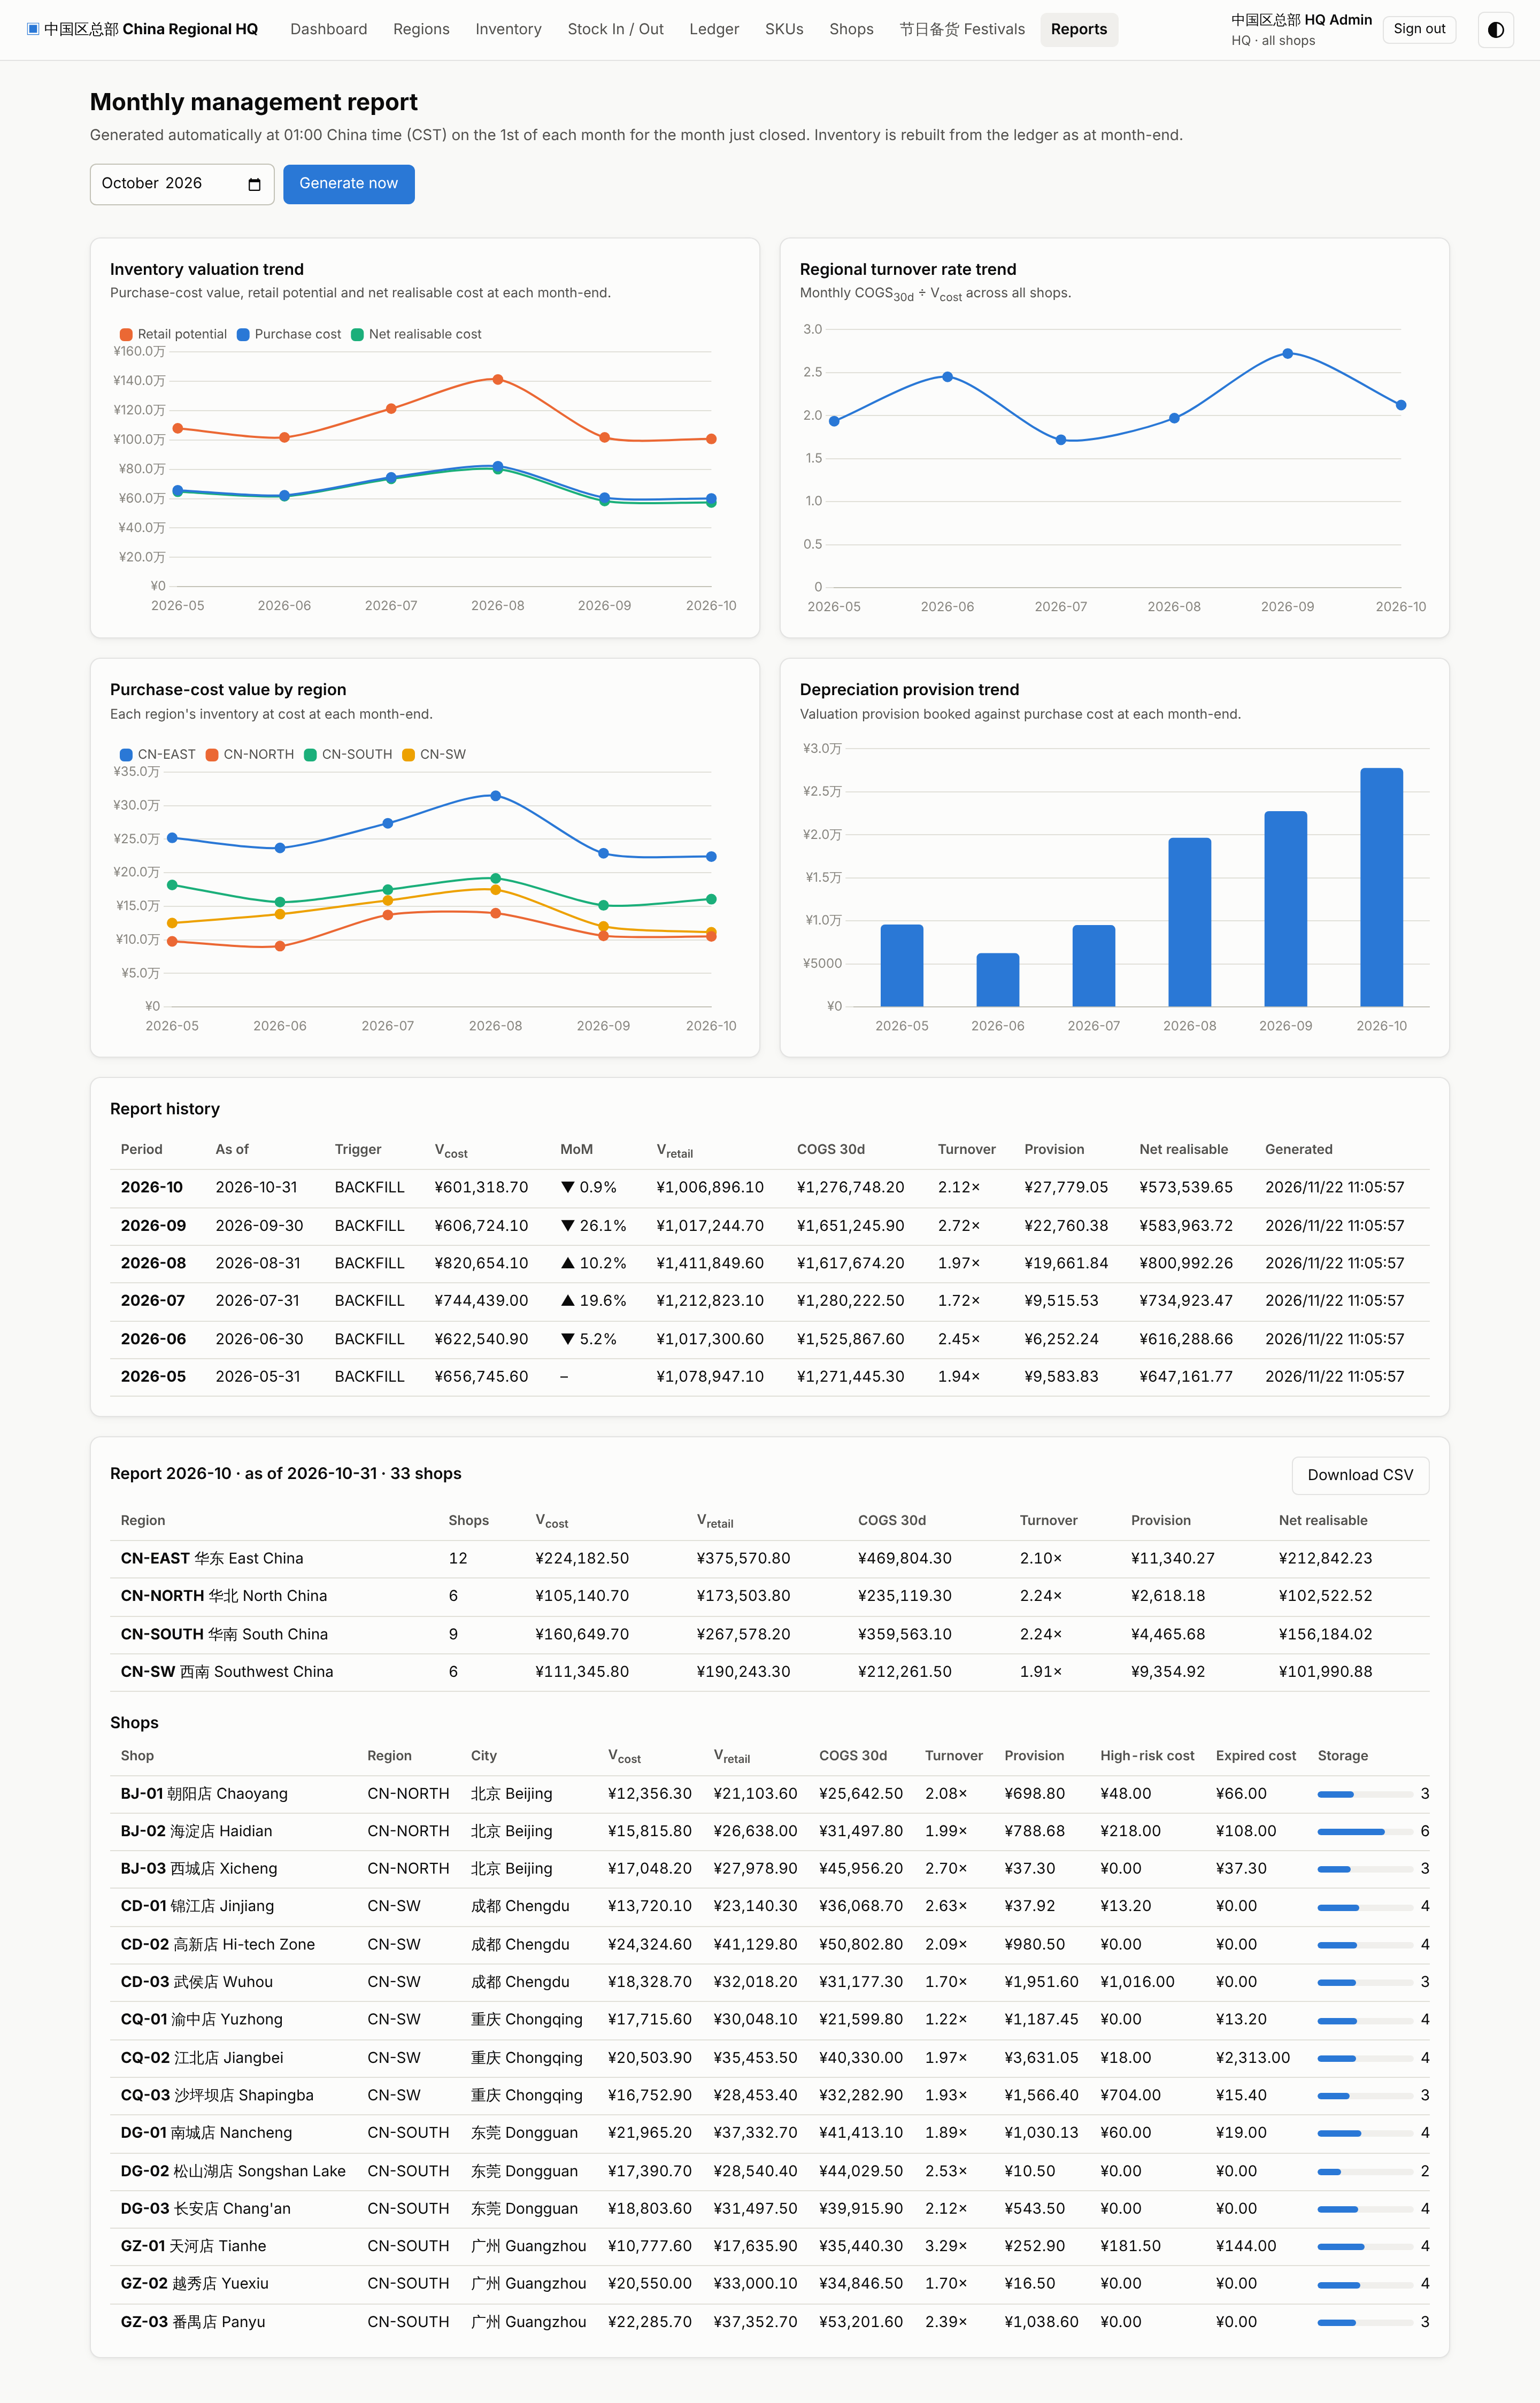 中国区总部 China Regional HQ Dashboard Regions Inventory Stock In / Out Ledger SKUs Shops 节日备货 Festivals Reports 中国区总部 HQ Admin Sign out
HQ · all shops
Monthly management report
Generated automatically at 01:00 China time (CST) on the 1st of each month for the month just closed. Inventory is rebuilt from the ledger as at month-end.
October 2026 Generate now
Inventory valuation trend
Purchase-cost value, retail potential and net realisable cost at each month-end.
Retail potential Purchase cost Net realisable cost
¥160.0万
¥140.0万
¥120.0万
¥100.0万
¥80.0万
¥60.0万
¥40.0万
¥20.0万
¥0
2026-05 2026-06 2026-07 2026-08 2026-09 2026-10
Regional turnover rate trend
Monthly COGS30d ÷ Vcost across all shops.
3.0
2.5
2.0
1.5
1.0
0.5
0
2026-05 2026-06 2026-07 2026-08 2026-09 2026-10
Purchase-cost value by region
Each region's inventory at cost at each month-end.
CN-EAST CN-NORTH CN-SOUTH CN-SW
¥35.0万
¥30.0万
¥25.0万
¥20.0万
¥15.0万
¥10.0万
¥5.0万
¥0
2026-05 2026-06 2026-07 2026-08 2026-09 2026-10
Depreciation provision trend
Valuation provision booked against purchase cost at each month-end.
¥3.0万
¥2.5万
¥2.0万
¥1.5万
¥1.0万
¥5000
¥0
2026-05 2026-06 2026-07 2026-08 2026-09 2026-10
Report history
Period As of Trigger Vcost MoM Vretail COGS 30d Turnover Provision Net realisable Generated
2026-10 2026-10-31 BACKFILL ¥601,318.70 ▼ 0.9% ¥1,006,896.10 ¥1,276,748.20 2.12× ¥27,779.05 ¥573,539.65 2026/11/22 11:05:57
2026-09 2026-09-30 BACKFILL ¥606,724.10 ▼ 26.1% ¥1,017,244.70 ¥1,651,245.90 2.72× ¥22,760.38 ¥583,963.72 2026/11/22 11:05:57
2026-08 2026-08-31 BACKFILL ¥820,654.10 ▲ 10.2% ¥1,411,849.60 ¥1,617,674.20 1.97× ¥19,661.84 ¥800,992.26 2026/11/22 11:05:57
2026-07 2026-07-31 BACKFILL ¥744,439.00 ▲ 19.6% ¥1,212,823.10 ¥1,280,222.50 1.72× ¥9,515.53 ¥734,923.47 2026/11/22 11:05:57
2026-06 2026-06-30 BACKFILL ¥622,540.90 ▼ 5.2% ¥1,017,300.60 ¥1,525,867.60 2.45× ¥6,252.24 ¥616,288.66 2026/11/22 11:05:57
2026-05 2026-05-31 BACKFILL ¥656,745.60 – ¥1,078,947.10 ¥1,271,445.30 1.94× ¥9,583.83 ¥647,161.77 2026/11/22 11:05:57
Report 2026-10 · as of 2026-10-31 · 33 shops Download CSV
Region Shops Vcost Vretail COGS 30d Turnover Provision Net realisable
CN-EAST 华东 East China 12 ¥224,182.50 ¥375,570.80 ¥469,804.30 2.10× ¥11,340.27 ¥212,842.23
CN-NORTH 华北 North China 6 ¥105,140.70 ¥173,503.80 ¥235,119.30 2.24× ¥2,618.18 ¥102,522.52
CN-SOUTH 华南 South China 9 ¥160,649.70 ¥267,578.20 ¥359,563.10 2.24× ¥4,465.68 ¥156,184.02
CN-SW 西南 Southwest China 6 ¥111,345.80 ¥190,243.30 ¥212,261.50 1.91× ¥9,354.92 ¥101,990.88
Shops
Shop Region City Vcost Vretail COGS 30d Turnover Provision High-risk cost Expired cost Storage
BJ-01 朝阳店 Chaoyang CN-NORTH 北京 Beijing ¥12,356.30 ¥21,103.60 ¥25,642.50 2.08× ¥698.80 ¥48.00 ¥66.00 3
BJ-02 海淀店 Haidian CN-NORTH 北京 Beijing ¥15,815.80 ¥26,638.00 ¥31,497.80 1.99× ¥788.68 ¥218.00 ¥108.00 6
BJ-03 西城店 Xicheng CN-NORTH 北京 Beijing ¥17,048.20 ¥27,978.90 ¥45,956.20 2.70× ¥37.30 ¥0.00 ¥37.30 3
CD-01 锦江店 Jinjiang CN-SW 成都 Chengdu ¥13,720.10 ¥23,140.30 ¥36,068.70 2.63× ¥37.92 ¥13.20 ¥0.00 4
CD-02 高新店 Hi-tech Zone CN-SW 成都 Chengdu ¥24,324.60 ¥41,129.80 ¥50,802.80 2.09× ¥980.50 ¥0.00 ¥0.00 4
CD-03 武侯店 Wuhou CN-SW 成都 Chengdu ¥18,328.70 ¥32,018.20 ¥31,177.30 1.70× ¥1,951.60 ¥1,016.00 ¥0.00 3
CQ-01 渝中店 Yuzhong CN-SW 重庆 Chongqing ¥17,715.60 ¥30,048.10 ¥21,599.80 1.22× ¥1,187.45 ¥0.00 ¥13.20 4
CQ-02 江北店 Jiangbei CN-SW 重庆 Chongqing ¥20,503.90 ¥35,453.50 ¥40,330.00 1.97× ¥3,631.05 ¥18.00 ¥2,313.00 4
CQ-03 沙坪坝店 Shapingba CN-SW 重庆 Chongqing ¥16,752.90 ¥28,453.40 ¥32,282.90 1.93× ¥1,566.40 ¥704.00 ¥15.40 3
DG-01 南城店 Nancheng CN-SOUTH 东莞 Dongguan ¥21,965.20 ¥37,332.70 ¥41,413.10 1.89× ¥1,030.13 ¥60.00 ¥19.00 4
DG-02 松山湖店 Songshan Lake CN-SOUTH 东莞 Dongguan ¥17,390.70 ¥28,540.40 ¥44,029.50 2.53× ¥10.50 ¥0.00 ¥0.00 2
DG-03 长安店 Chang'an CN-SOUTH 东莞 Dongguan ¥18,803.60 ¥31,497.50 ¥39,915.90 2.12× ¥543.50 ¥0.00 ¥0.00 4
GZ-01 天河店 Tianhe CN-SOUTH 广州 Guangzhou ¥10,777.60 ¥17,635.90 ¥35,440.30 3.29× ¥252.90 ¥181.50 ¥144.00 4
GZ-02 越秀店 Yuexiu CN-SOUTH 广州 Guangzhou ¥20,550.00 ¥33,000.10 ¥34,846.50 1.70× ¥16.50 ¥0.00 ¥0.00 4
GZ-03 番禺店 Panyu CN-SOUTH 广州 Guangzhou ¥22,285.70 ¥37,352.70 ¥53,201.60 2.39× ¥1,038.60 ¥0.00 ¥0.00 3